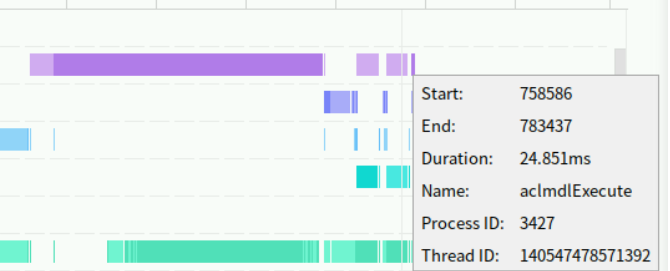 Start: 758586
End: 783437
Duration: 24.851ms
Name: aclmdlExecute
Process ID: 3427
Thread ID: 140547478571392